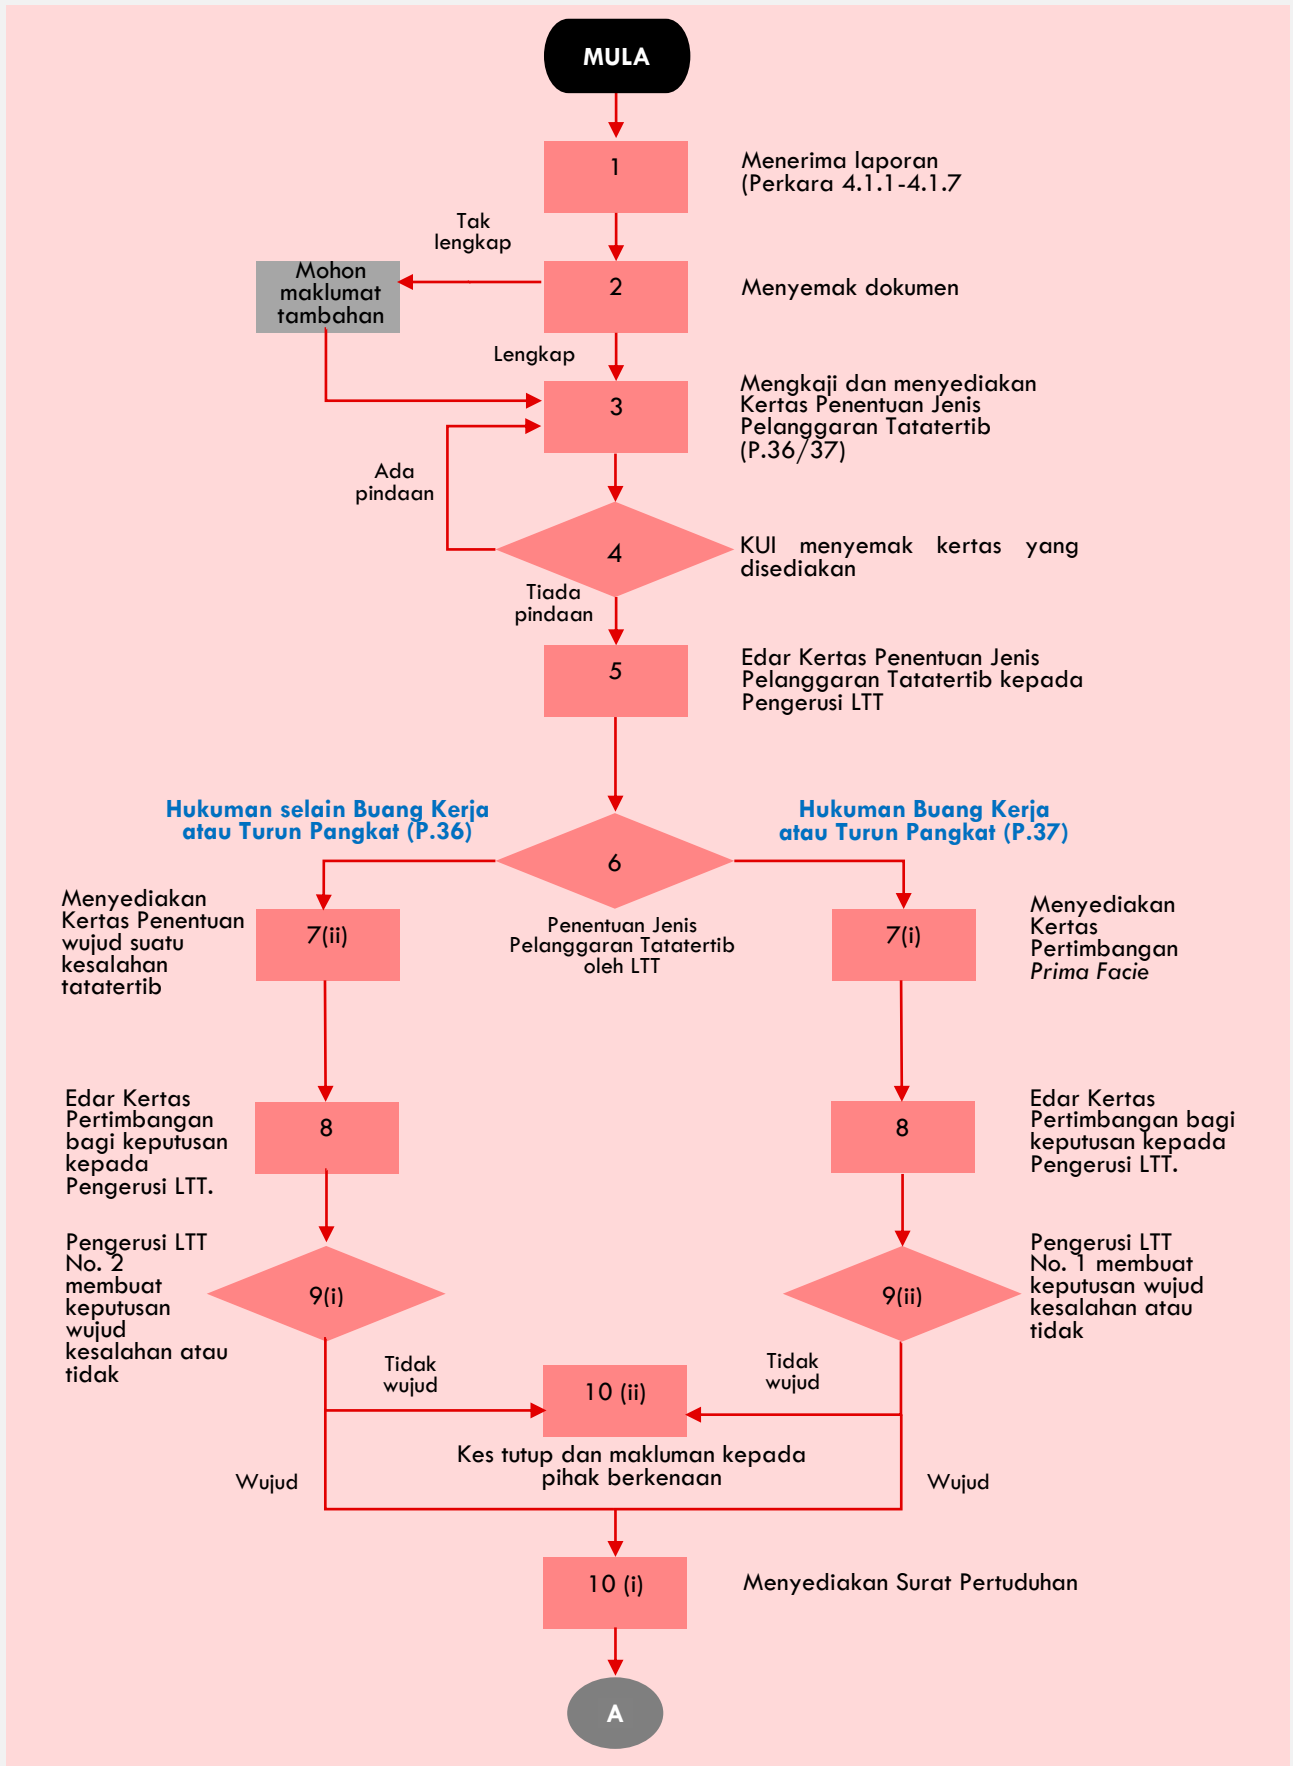 MULA
1
Menerima laporan
(Perkara 4.1.1-4.1.7
Tak
lengkap
Mohon
maklumat
tambahan
2
Menyemak dokumen
Lengkap
3
Mengkaji dan menyediakan
Kertas Penentuan Jenis
Pelanggaran Tatatertib
(P.36/37)
Ada
pindaan
4
KUI menyemak kertas yang
disediakan
Tiada
pindaan
5
Edar Kertas Penentuan Jenis
Pelanggaran Tatatertib kepada
Pengerusi LTT
Hukuman selain Buang Kerja
atau Turun Pangkat (P.36)
Hukuman Buang Kerja
atau Turun Pangkat (P.37)
6
Penentuan Jenis
Pelanggaran Tatatertib
oleh LTT
Menyediakan
Kertas Penentuan
wujud suatu
kesalahan
tatatertib
7(ii)
7(i)
Menyediakan
Kertas
Pertimbangan
Prima Facie
Edar Kertas
Pertimbangan
bagi keputusan
kepada
Pengerusi LTT.
8
8
Edar Kertas
Pertimbangan bagi
keputusan kepada
Pengerusi LTT.
Pengerusi LTT
No. 2
membuat
keputusan
wujud
kesalahan atau
tidak
9(i)
9(ii)
Pengerusi LTT
No. 1 membuat
keputusan wujud
kesalahan atau
tidak
Tidak
wujud
10 (ii)
Tidak
wujud
Kes tutup dan makluman kepada
pihak berkenaan
Wujud
Wujud
10 (i)
Menyediakan Surat Pertuduhan
A